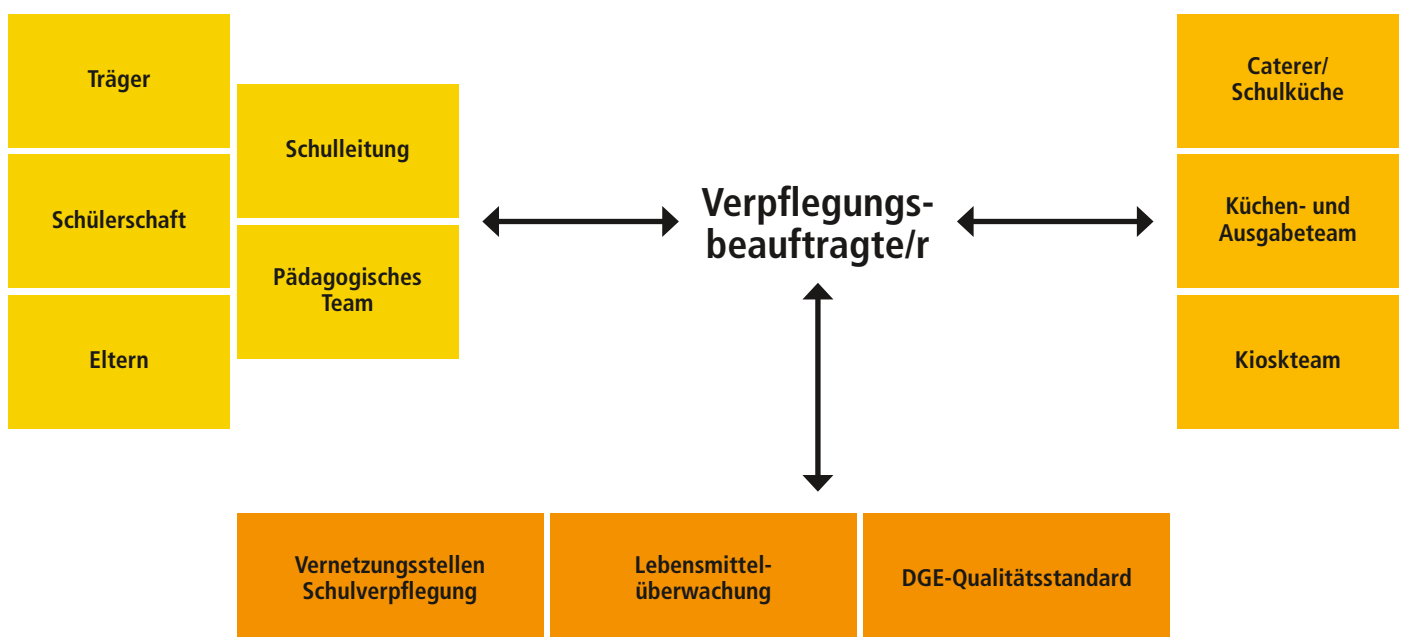 Träger
Schülerschaft
Eltern
Schulleitung
Pädagogisches
Team
Verpflegungs-
beauftragte/r
Caterer/
Schulküche
Küchen- und
Ausgabeteam
Kioskteam
Vernetzungsstellen
Schulverpflegung
Lebensmittel-
überwachung
DGE-Qualitätsstandard